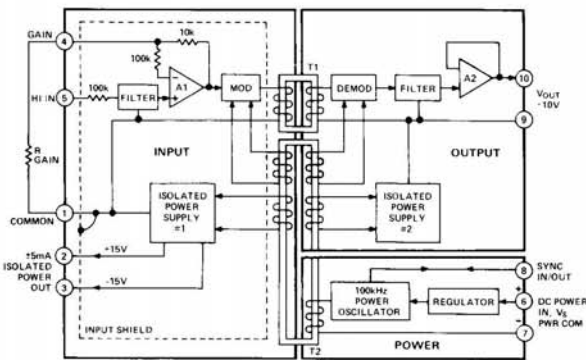 GAIN
4
10k
100k
A1
HI IN
5
100k
FILTER
MOD
T1
DEMOD
FILTER
A2
10
VOUT
-10V
9
R
GAIN
INPUT
OUTPUT
COMMON
1
ISOLATED
POWER
SUPPLY
#1
ISOLATED
POWER
SUPPLY
#2
±5mA
ISOLATED
POWER
OUT
2
+15V
3
-15V
INPUT SHIELD
T2
100kHz
POWER
OSCILLATOR
REGULATOR
POWER
8
SYNC
IN/OUT
+
6
DC POWER
IN, VS
PWR COM
-
7